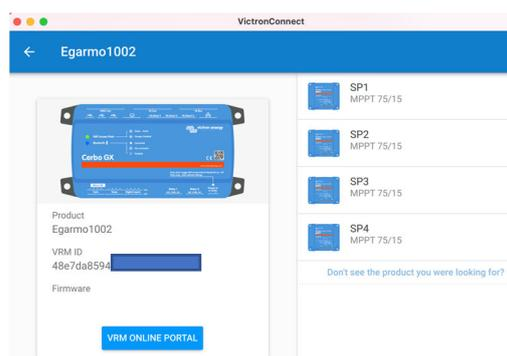 VictronConnect
Egarmo1002
victron energy
Cerbo GX
Product
Egarmo1002
VRM ID
48e7da8594
Firmware
VRM ONLINE PORTAL
SP1
MPPT 75/15
SP2
MPPT 75/15
SP3
MPPT 75/15
SP4
MPPT 75/15
Don't see the product you were looking for?